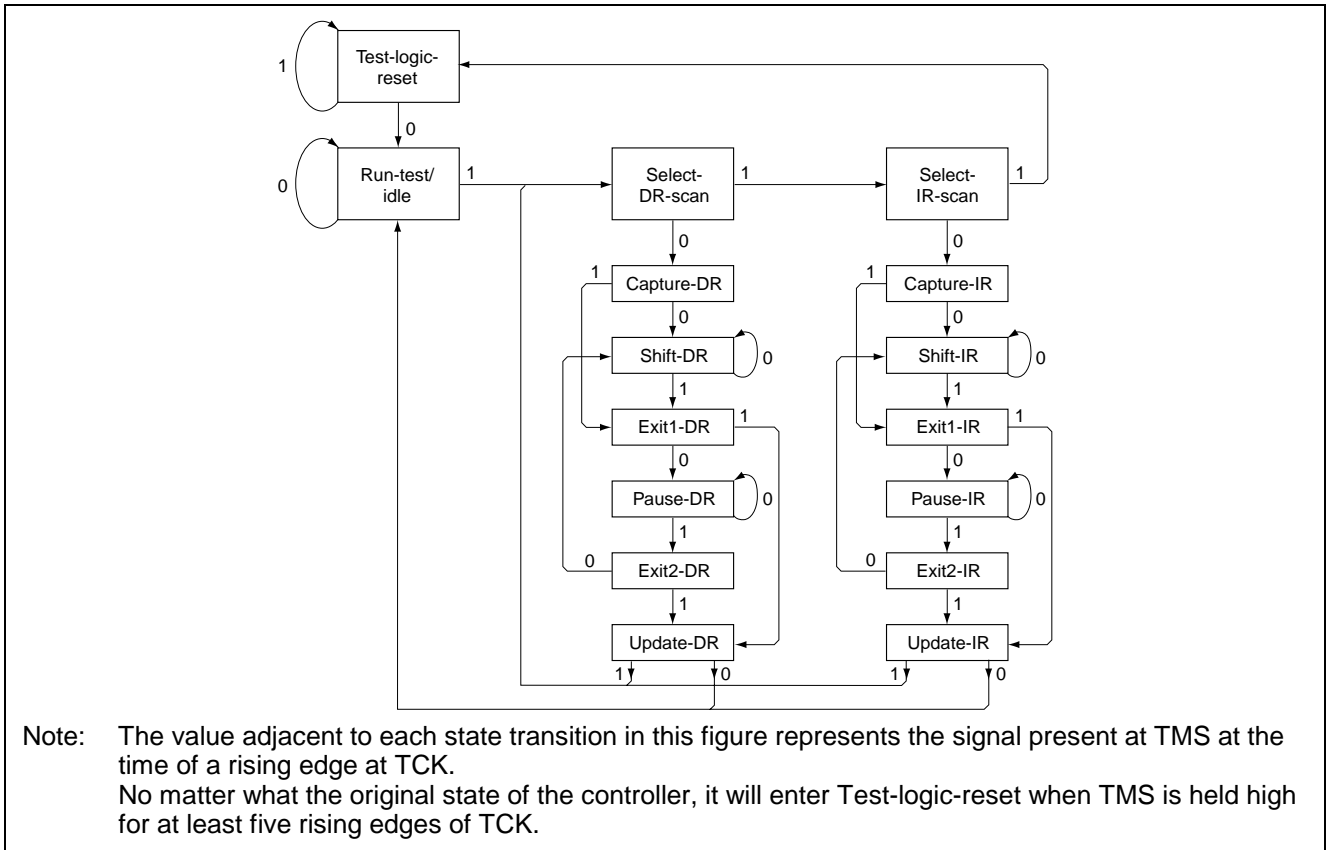 Test-logic-
reset
1
0
Run-test/
idle
0
1
Select-
DR-scan
1
Select-
IR-scan
1
0
0
1
Capture-DR
1
Capture-IR
0
0
Shift-DR
0
Shift-IR
0
1
1
Exit1-DR
1
Exit1-IR
1
0
0
Pause-DR
0
Pause-IR
0
1
1
0
Exit2-DR
0
Exit2-IR
1
1
Update-DR
Update-IR
1
0
1
0
Note: The value adjacent to each state transition in this figure represents the signal present at TMS at the
time of a rising edge at TCK.
No matter what the original state of the controller, it will enter Test-logic-reset when TMS is held high
for at least five rising edges of TCK.